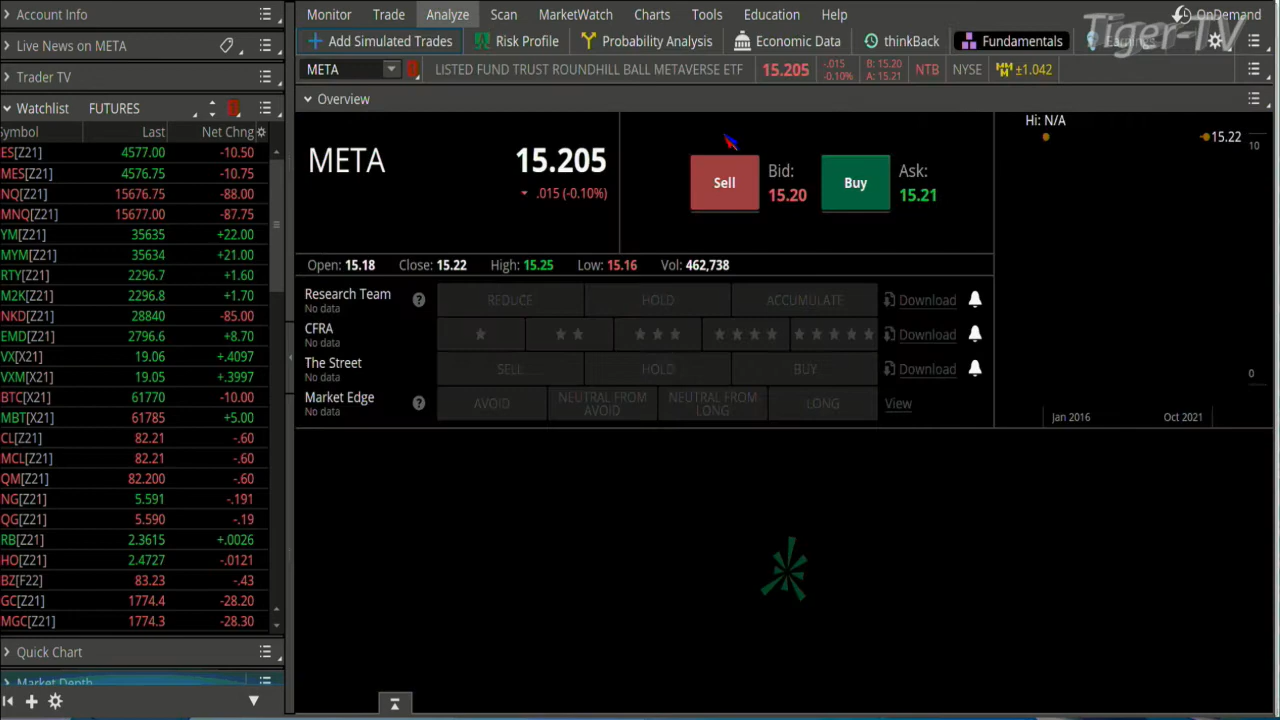 Account Info
Live News on META
Trader TV
Watchlist FUTURES
Symbol Last Net Chng
ES[Z21] 4577.00 -10.50
MES[Z21] 4576.75 -10.75
NQ[Z21] 15676.75 -88.00
MNQ[Z21] 15677.00 -87.75
YM[Z21] 35635 +22.00
MYM[Z21] 35634 +21.00
RTY[Z21] 2296.7 +1.60
M2K[Z21] 2296.8 +1.70
NKD[Z21] 28840 -85.00
EMD[Z21] 2796.6 +8.70
VX[X21] 19.06 +.4097
VXM[X21] 19.05 +.3997
BTC[X21] 61770 -10.00
MBT[X21] 61785 +5.00
CL[Z21] 82.21 -.60
MCL[Z21] 82.21 -.60
QM[Z21] 82.200 -.60
NG[Z21] 5.591 -.191
QG[Z21] 5.590 -.19
RB[Z21] 2.3615 +.0026
HO[Z21] 2.4727 -.0121
BZ[F22] 83.23 -.43
GC[Z21] 1774.4 -28.20
MGC[Z21] 1774.3 -28.30
Quick Chart
Market Depth
Monitor Trade Analyze Scan MarketWatch Charts Tools Education Help
OnDemand
Tiger-TV
Add Simulated Trades Risk Profile Probability Analysis Economic Data thinkBack Fundamentals
META LISTED FUND TRUST ROUNDHILL BALL METAVERSE ETF 15.205 -.015 -0.10% B: 15.20 A: 15.21 NTB NYSE ±1.042
Overview
META 15.205
.015 (-0.10%)
Sell Bid: 15.20 Buy Ask: 15.21
Open: 15.18 Close: 15.22 High: 15.25 Low: 15.16 Vol: 462,738
Research Team
No data
REDUCE HOLD ACCUMULATE Download
CFRA
No data
Download
The Street
No data
SELL HOLD BUY Download
Market Edge
No data
AVOID NEUTRAL FROM AVOID NEUTRAL FROM LONG LONG View
Hi: N/A
15.22
10
0
Jan 2016 Oct 2021